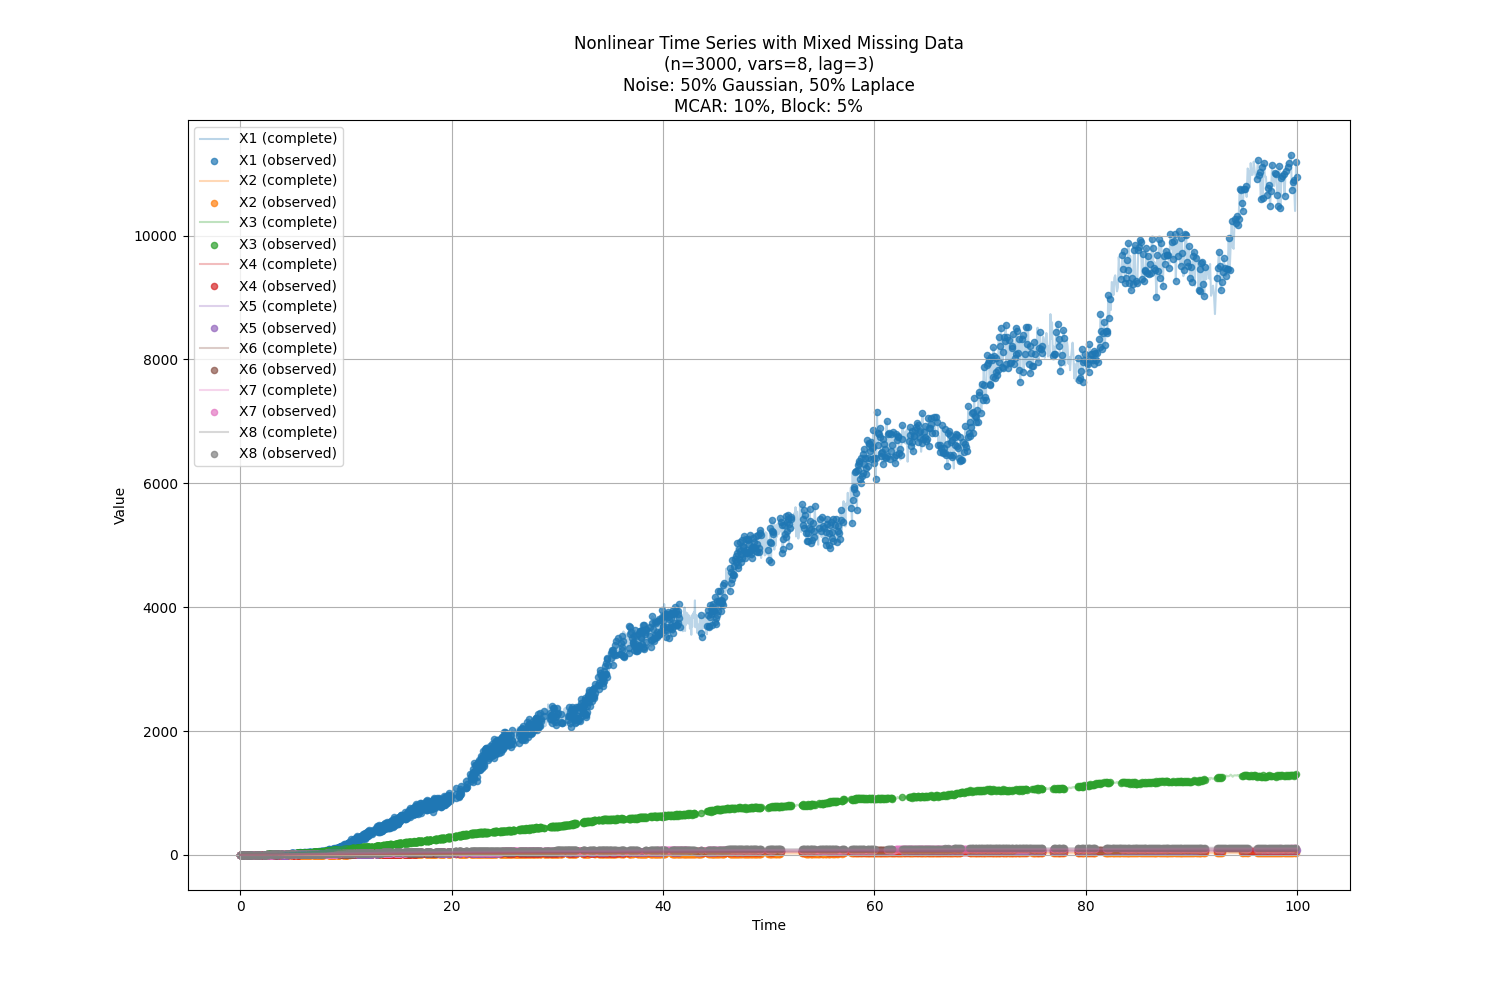 Nonlinear Time Series with Mixed Missing Data
(n=3000, vars=8, lag=3)
Noise: 50% Gaussian, 50% Laplace
MCAR: 10%, Block: 5%
X1 (complete)
X1 (observed)
X2 (complete)
X2 (observed)
X3 (complete)
X3 (observed)
X4 (complete)
X4 (observed)
X5 (complete)
X5 (observed)
X6 (complete)
X6 (observed)
X7 (complete)
X7 (observed)
X8 (complete)
X8 (observed)
10000
8000
6000
4000
2000
0
Value
0 20 40 60 80 100
Time